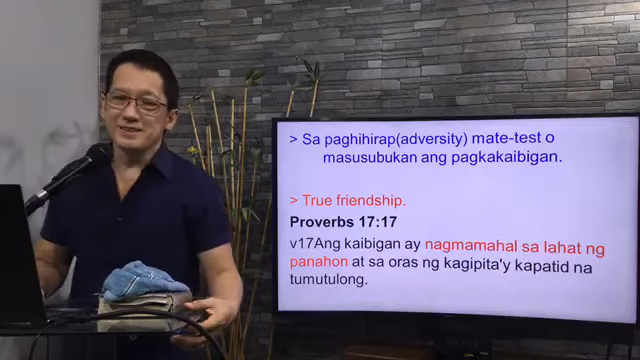 > Sa paghihirap(adversity) mate-test o
masusubukan ang pagkakaibigan.
> True friendship.
Proverbs 17:17
v17Ang kaibigan ay nagmamahal sa lahat ng
panahon at sa oras ng kagipita'y kapatid na
tumutulong.